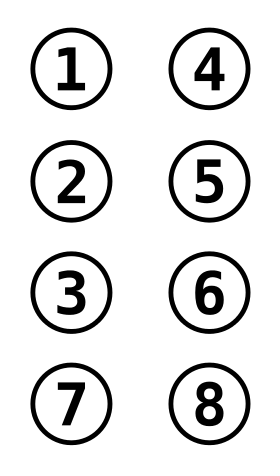 ① ④
② ⑤
③ ⑥
⑦ ⑧